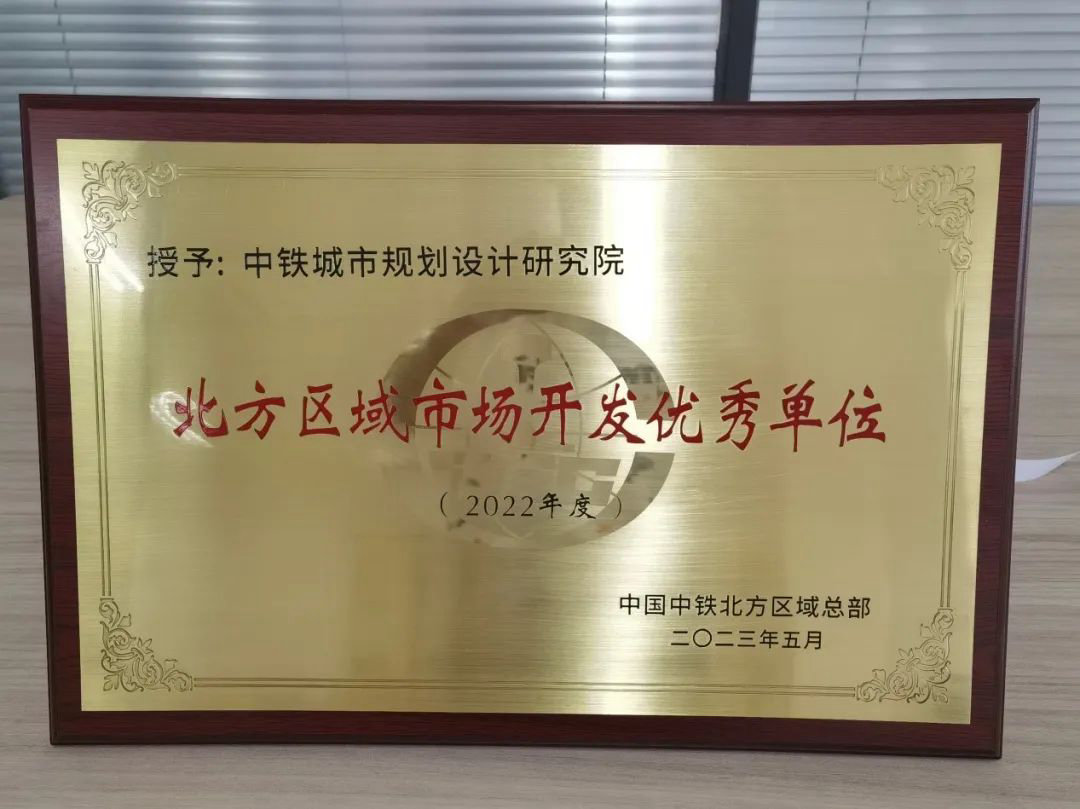 授予: 中铁城市规划设计研究院
北方区域市场开发优秀单位
( 2022年度 )
中国中铁北方区域总部
二〇二三年五月